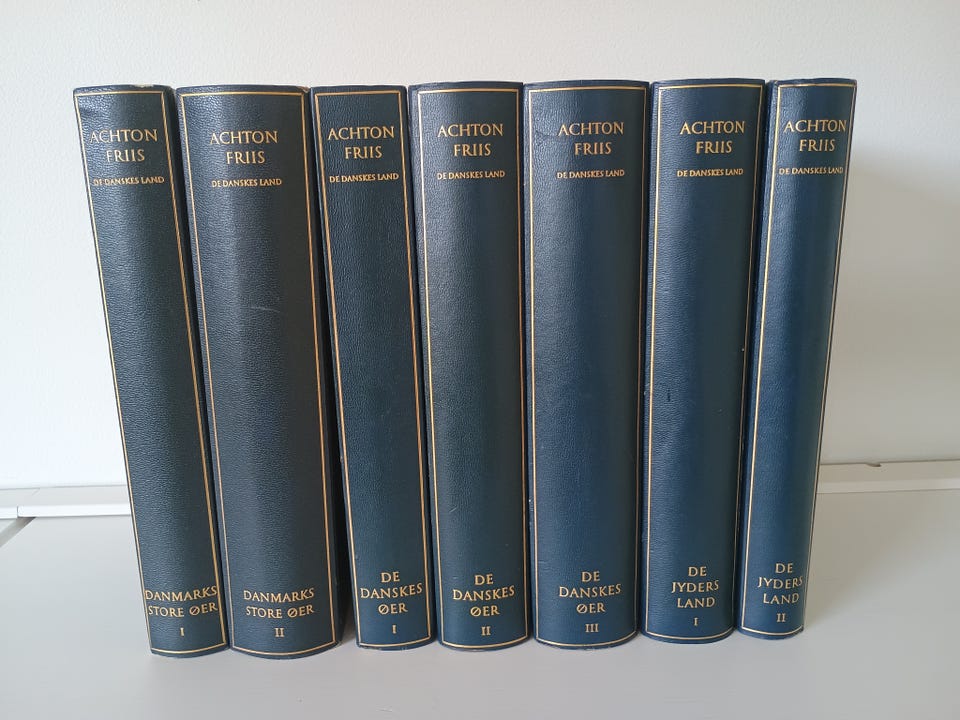 ACHTON
FRIIS
DE DANSKES LAND
DANMARKS
STORE ØER
I
ACHTON
FRIIS
DE DANSKES LAND
DANMARKS
STORE ØER
II
ACHTON
FRIIS
DE DANSKES LAND
DE
DANSKES
ØER
I
ACHTON
FRIIS
DE DANSKES LAND
DE
DANSKES
ØER
II
ACHTON
FRIIS
DE DANSKES LAND
DE
DANSKES
ØER
III
ACHTON
FRIIS
DE DANSKES LAND
DE
JYDERS
LAND
I
ACHTON
FRIIS
DE DANSKES LAND
DE
JYDERS
LAND
II